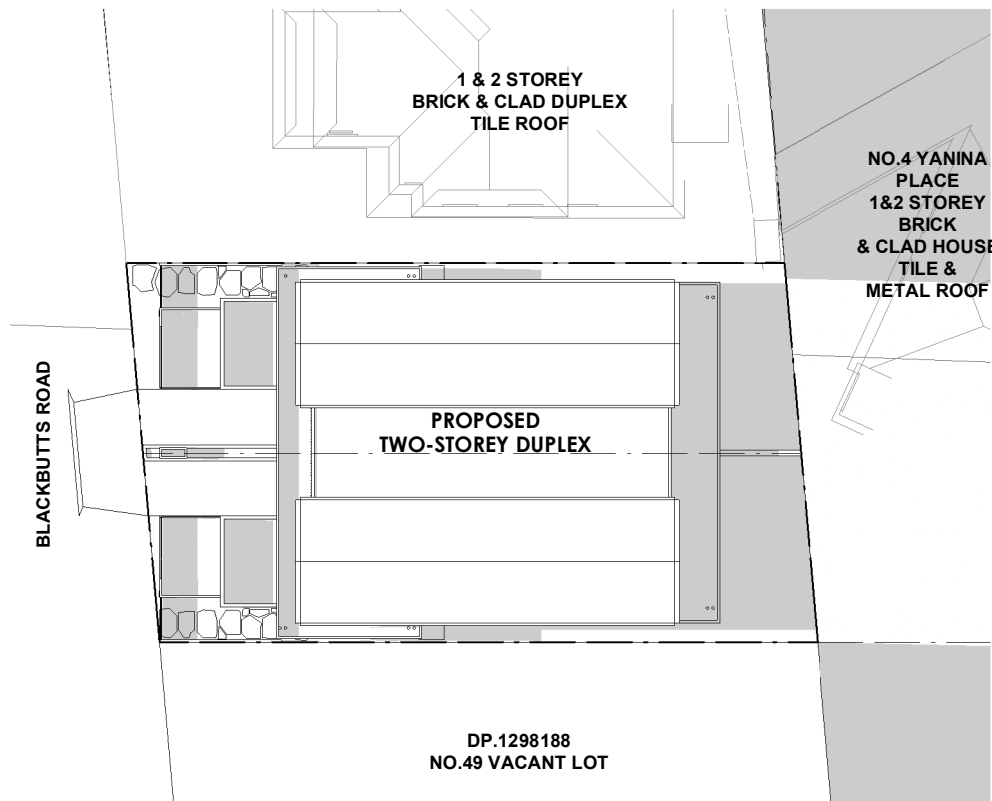 1 & 2 STOREY
BRICK & CLAD DUPLEX
TILE ROOF
NO.4 YANINA
PLACE
1&2 STOREY
BRICK
& CLAD HOUSE
TILE &
METAL ROOF
BLACKBUTTS ROAD
PROPOSED
TWO-STOREY DUPLEX
DP.1298188
NO.49 VACANT LOT